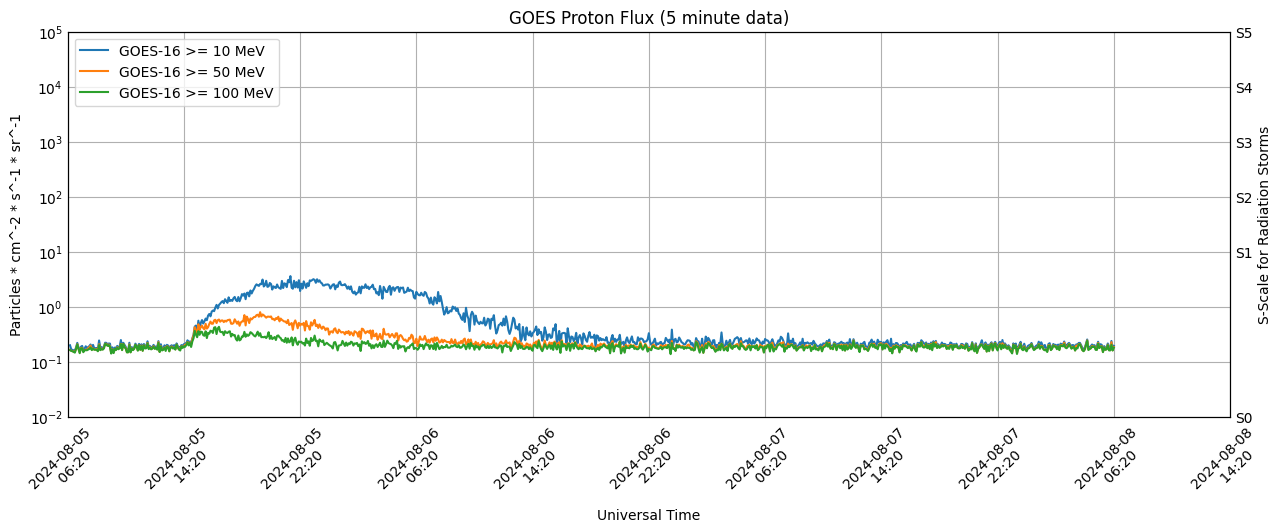 GOES Proton Flux (5 minute data)
GOES-16 >= 10 MeV
GOES-16 >= 50 MeV
GOES-16 >= 100 MeV
10^5
10^4
10^3
10^2
10^1
10^0
10^-1
10^-2
Particles * cm^-2 * s^-1 * sr^-1
S5
S4
S3
S2
S1
S0
S-Scale for Radiation Storms
2024-08-05
06:20
2024-08-05
14:20
2024-08-05
22:20
2024-08-06
06:20
2024-08-06
14:20
2024-08-06
22:20
2024-08-07
06:20
2024-08-07
14:20
2024-08-07
22:20
2024-08-08
06:20
2024-08-08
14:20
Universal Time